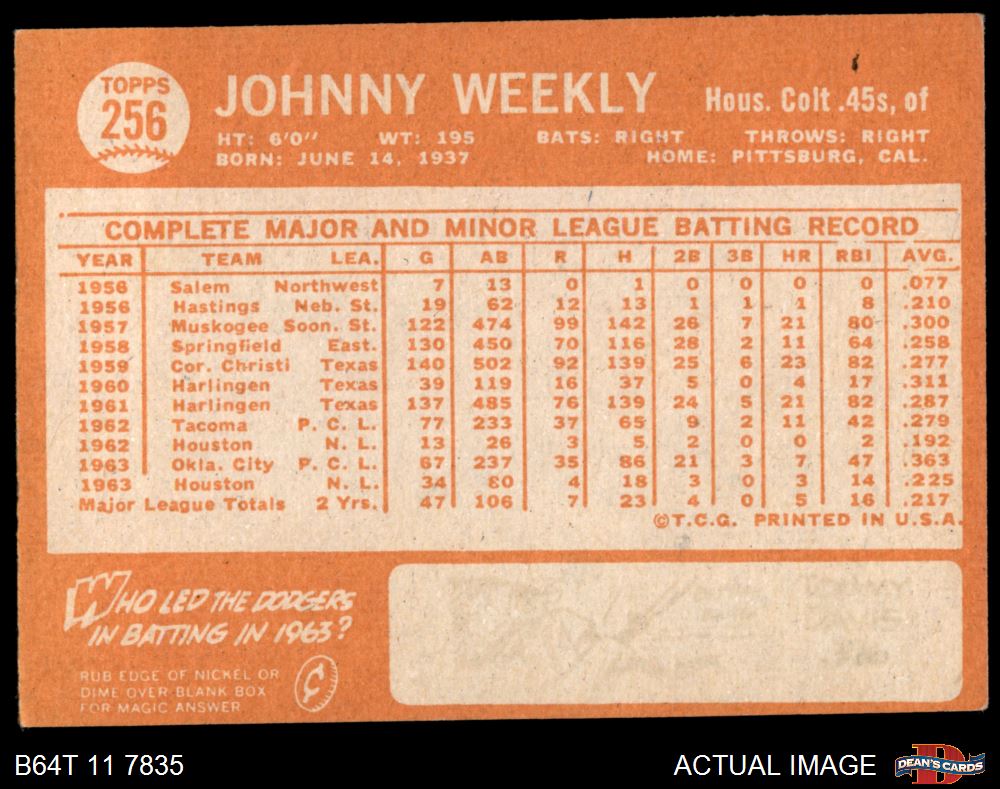 TOPPS
256
JOHNNY WEEKLY Hous. Colt .45s, of
HT: 6'0" WT: 195 BATS: RIGHT THROWS: RIGHT
BORN: JUNE 14, 1937 HOME: PITTSBURG, CAL.
COMPLETE MAJOR AND MINOR LEAGUE BATTING RECORD
YEAR TEAM LEA. G AB R H 2B 3B HR RBI AVG.
1956 Salem Northwest 7 13 0 1 0 0 0 0 .077
1956 Hastings Neb. St. 19 62 12 13 1 1 1 8 .210
1957 Muskogee Soon. St. 122 474 99 142 26 7 21 80 .300
1958 Springfield East. 130 450 70 116 28 2 11 64 .258
1959 Cor. Christi Texas 140 502 92 139 25 6 23 82 .277
1960 Harlingen Texas 39 119 16 37 5 0 4 17 .311
1961 Harlingen Texas 137 485 76 139 24 5 21 82 .287
1962 Tacoma P. C. L. 77 233 37 65 9 2 11 42 .279
1962 Houston N. L. 13 26 3 5 2 0 0 2 .192
1963 Okla. City P. C. L. 67 237 35 86 21 3 7 47 .363
1963 Houston N. L. 34 80 4 18 3 0 3 14 .225
Major League Totals 2 Yrs. 47 106 7 23 4 0 5 16 .217
©T.C.G. PRINTED IN U.S.A.
WHO LED THE DODGERS
IN BATTING IN 1963?
RUB EDGE OF NICKEL OR
DIME OVER BLANK BOX
FOR MAGIC ANSWER
¢
B64T 11 7835 ACTUAL IMAGE DEAN'S CARDS